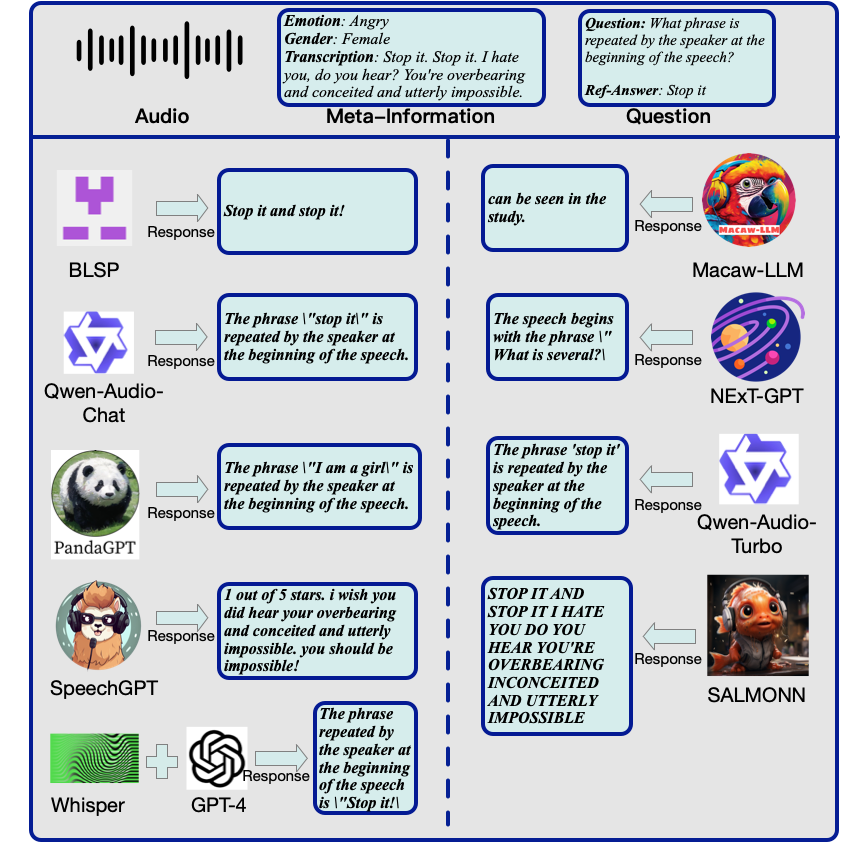 Emotion: Angry
Gender: Female
Transcription: Stop it. Stop it. I hate
you, do you hear? You're overbearing
and conceited and utterly impossible.
Question: What phrase is
repeated by the speaker at the
beginning of the speech?
Ref-Answer: Stop it
Audio
Meta-Information
Question
Stop it and stop it!
Response
BLSP
can be seen in the
study.
Response
MACAW-LLM
Macaw-LLM
The phrase \"stop it\" is
repeated by the speaker at
the beginning of the speech.
Response
Qwen-Audio-
Chat
The speech begins
with the phrase \"
What is several?\
Response
NExT-GPT
The phrase \"I am a girl\" is
repeated by the speaker at
the beginning of the speech.
Response
PandaGPT
The phrase 'stop it'
is repeated by the
speaker at the
beginning of the
speech.
Response
Qwen-Audio-
Turbo
1 out of 5 stars. i wish you
did hear your overbearing
and conceited and utterly
impossible. you should be
impossible!
Response
SpeechGPT
STOP IT AND
STOP IT I HATE
YOU DO YOU
HEAR YOU'RE
OVERBEARING
INCONCEITED
AND UTTERLY
IMPOSSIBLE
Response
SALMONN
The phrase
repeated by
the speaker at
the beginning
of the speech
is \"Stop it!\
Response
Whisper
GPT-4